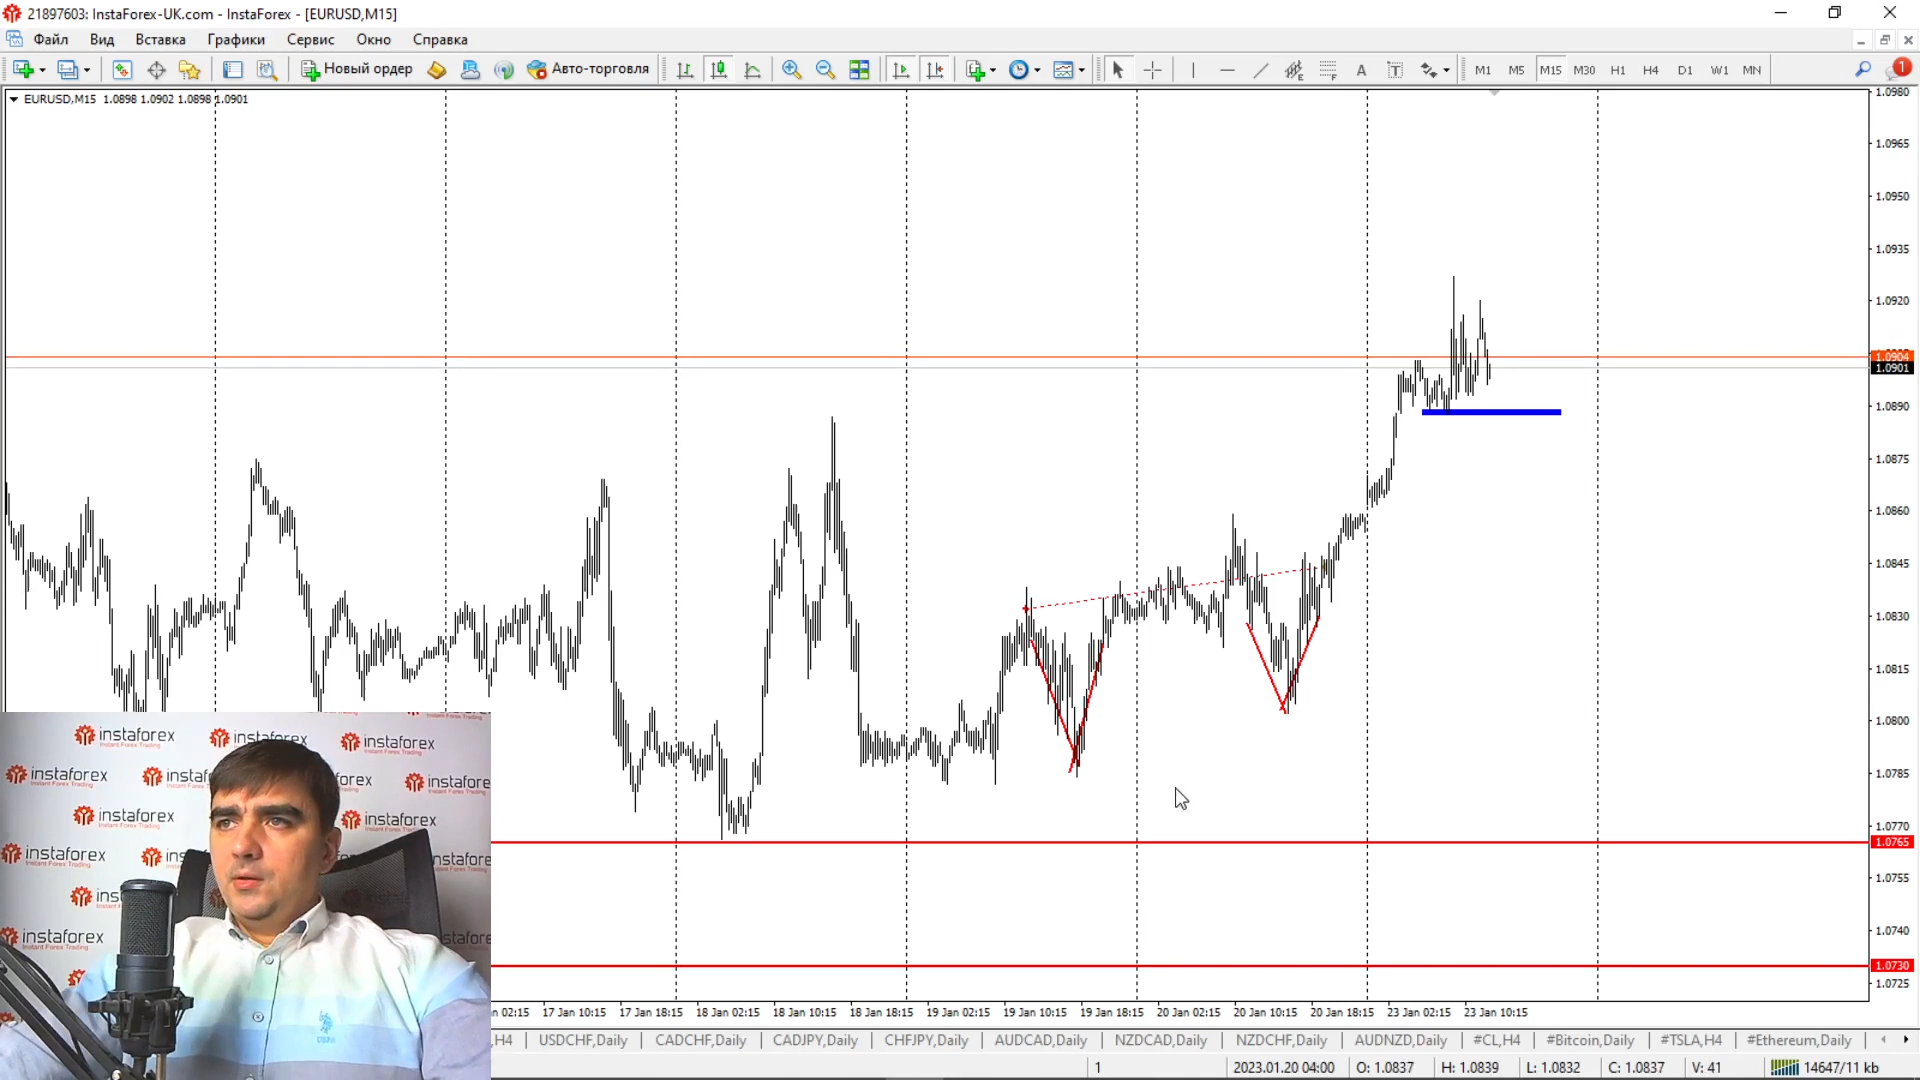 21897603: InstaForex-UK.com - InstaForex - [EURUSD,M15]
Файл Вид Вставка Графики Сервис Окно Справка
Новый ордер Авто-торговля A T M1 M5 M15 M30 H1 H4 D1 W1 MN 1
EURUSD,M15 1.0898 1.0902 1.0898 1.0901
1.0980
1.0965
1.0950
1.0935
1.0920
1.0904
1.0901
1.0890
1.0875
1.0860
1.0845
1.0830
1.0815
1.0800
1.0785
1.0770
1.0765
1.0755
1.0740
1.0730
1.0725
instaforex
Instant Forex Trading
instaforex
instaforex
instaforex
instaforex
instaforex
instaforex
instaforex
instaforex
17 Jan 10:15 17 Jan 18:15 18 Jan 02:15 18 Jan 10:15 18 Jan 18:15 19 Jan 02:15 19 Jan 10:15 19 Jan 18:15 20 Jan 02:15 20 Jan 10:15 20 Jan 18:15 23 Jan 02:15 23 Jan 10:15
,H4 USDCHF,Daily CADCHF,Daily CADJPY,Daily CHFJPY,Daily AUDCAD,Daily NZDCAD,Daily NZDCHF,Daily AUDNZD,Daily #CL,H4 #Bitcoin,Daily #TSLA,H4 #Ethereum,Daily
1 2023.01.20 04:00 O: 1.0837 H: 1.0839 L: 1.0832 C: 1.0837 V: 41 14647/11 kb